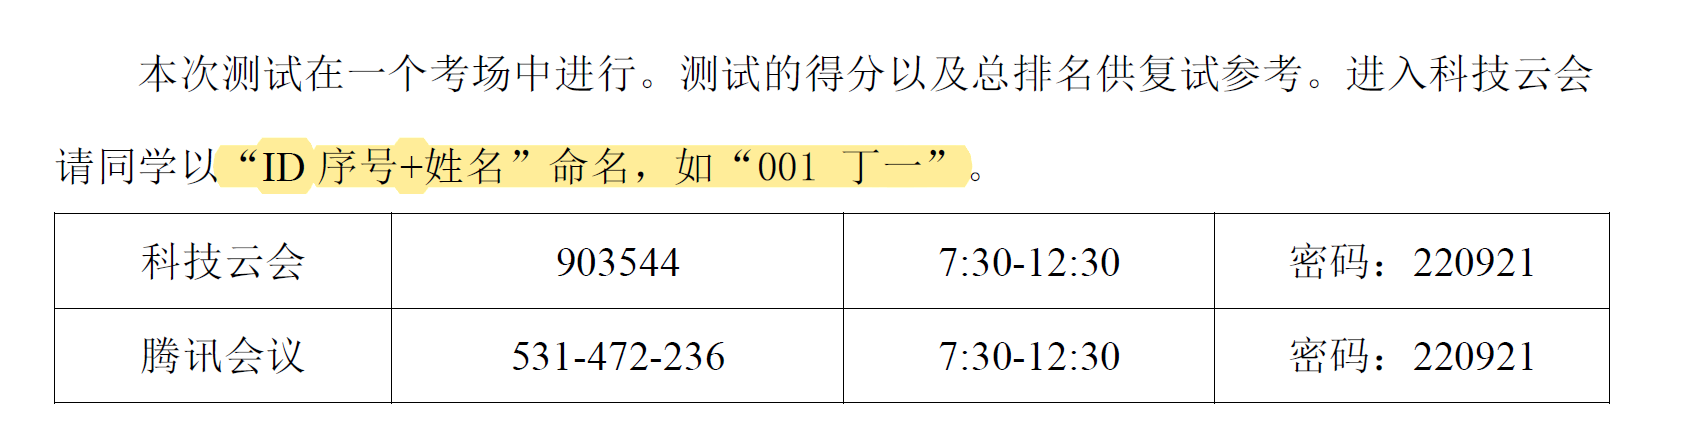 本次测试在一个考场中进行。测试的得分以及总排名供复试参考。进入科技云会
请同学以“ID 序号+姓名”命名，如“001 丁一”。
科技云会 903544 7:30-12:30 密码：220921
腾讯会议 531-472-236 7:30-12:30 密码：220921